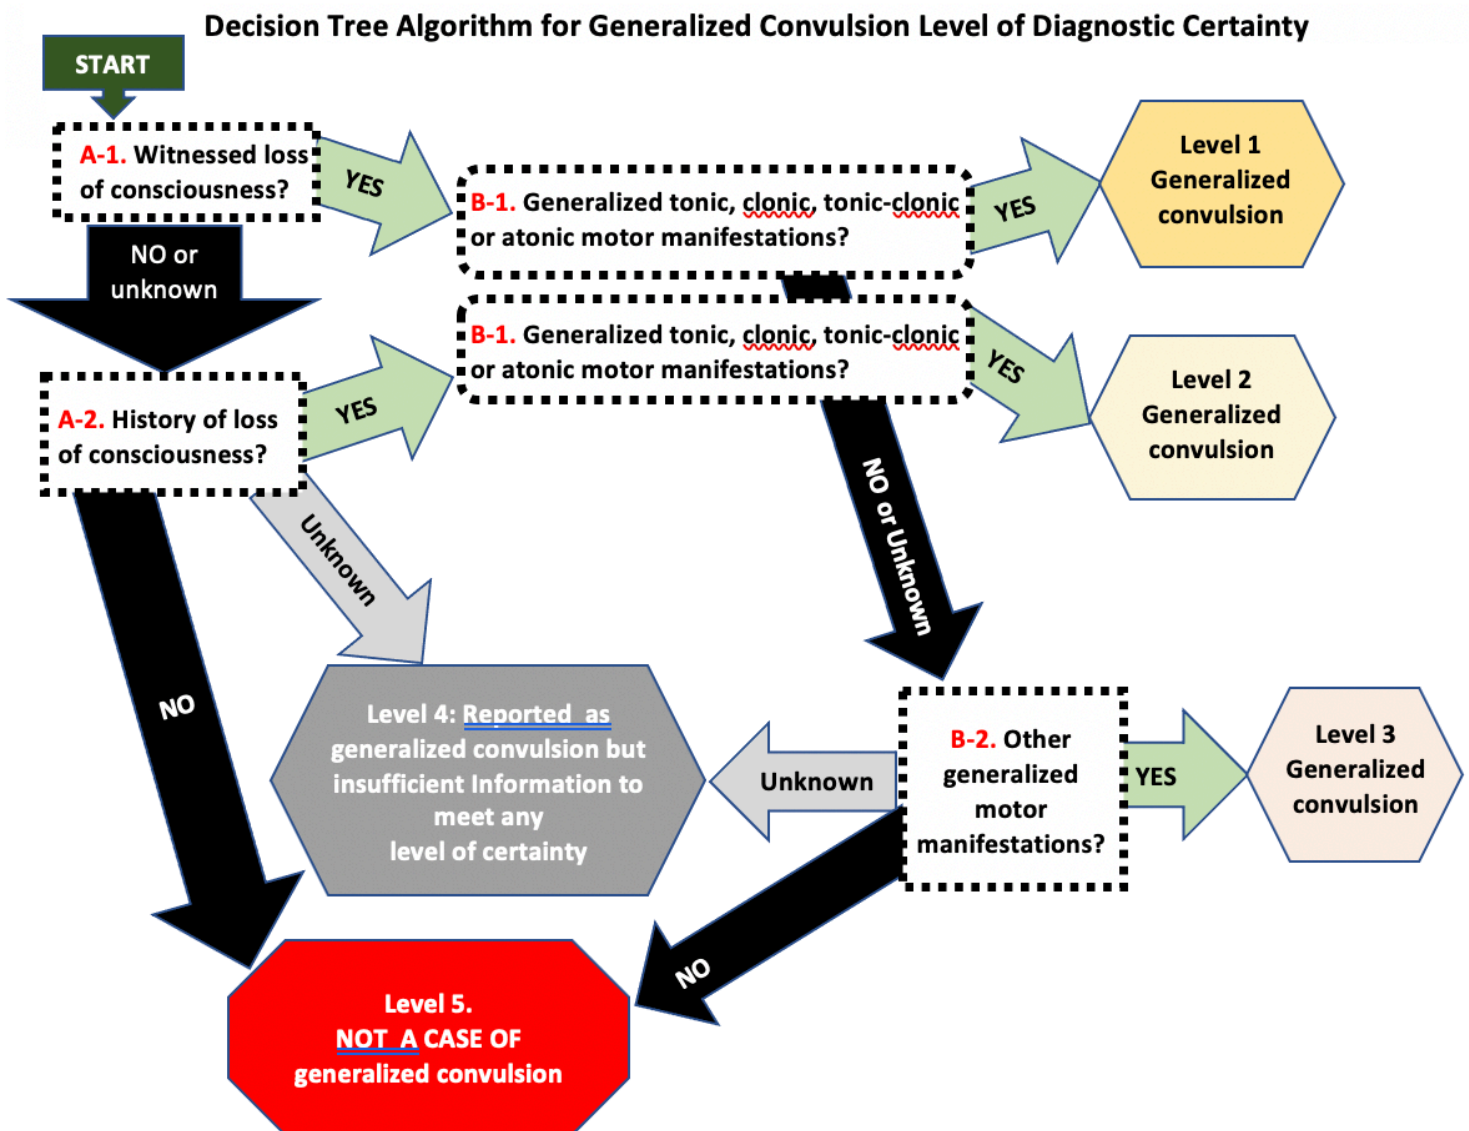 Decision Tree Algorithm for Generalized Convulsion Level of Diagnostic Certainty
START
A-1. Witnessed loss
of consciousness?
YES
B-1. Generalized tonic, clonic, tonic-clonic
or atonic motor manifestations?
YES
Level 1
Generalized
convulsion
NO or
unknown
B-1. Generalized tonic, clonic, tonic-clonic
or atonic motor manifestations?
YES
Level 2
Generalized
convulsion
A-2. History of loss
of consciousness?
YES
Unknown
NO or Unknown
NO
Level 4: Reported  as
generalized convulsion but
insufficient Information to
meet any
level of certainty
Unknown
B-2. Other
generalized
motor
manifestations?
YES
Level 3
Generalized
convulsion
NO
Level 5.
NOT  A CASE OF
generalized convulsion